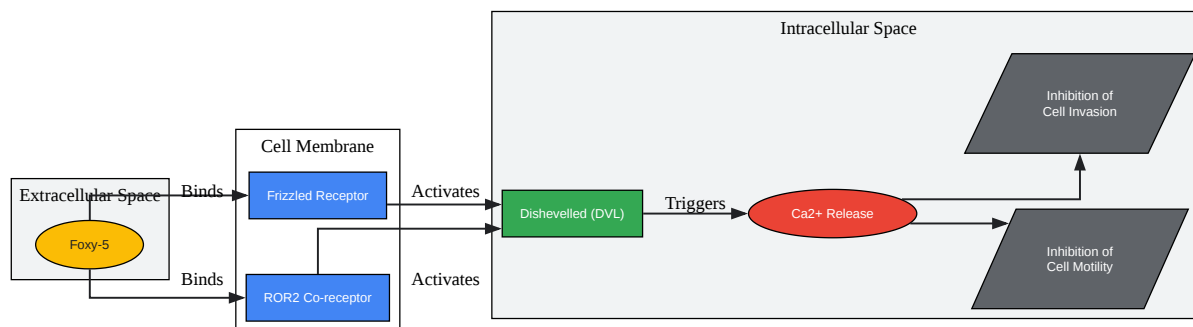 Intracellular Space
Inhibition of
Cell Invasion
Cell Membrane
Extracellular Space
Binds
Frizzled Receptor
Activates
Dishevelled (DVL)
Triggers
Ca2+ Release
Foxy-5
Inhibition of
Cell Motility
Binds
ROR2 Co-receptor
Activates